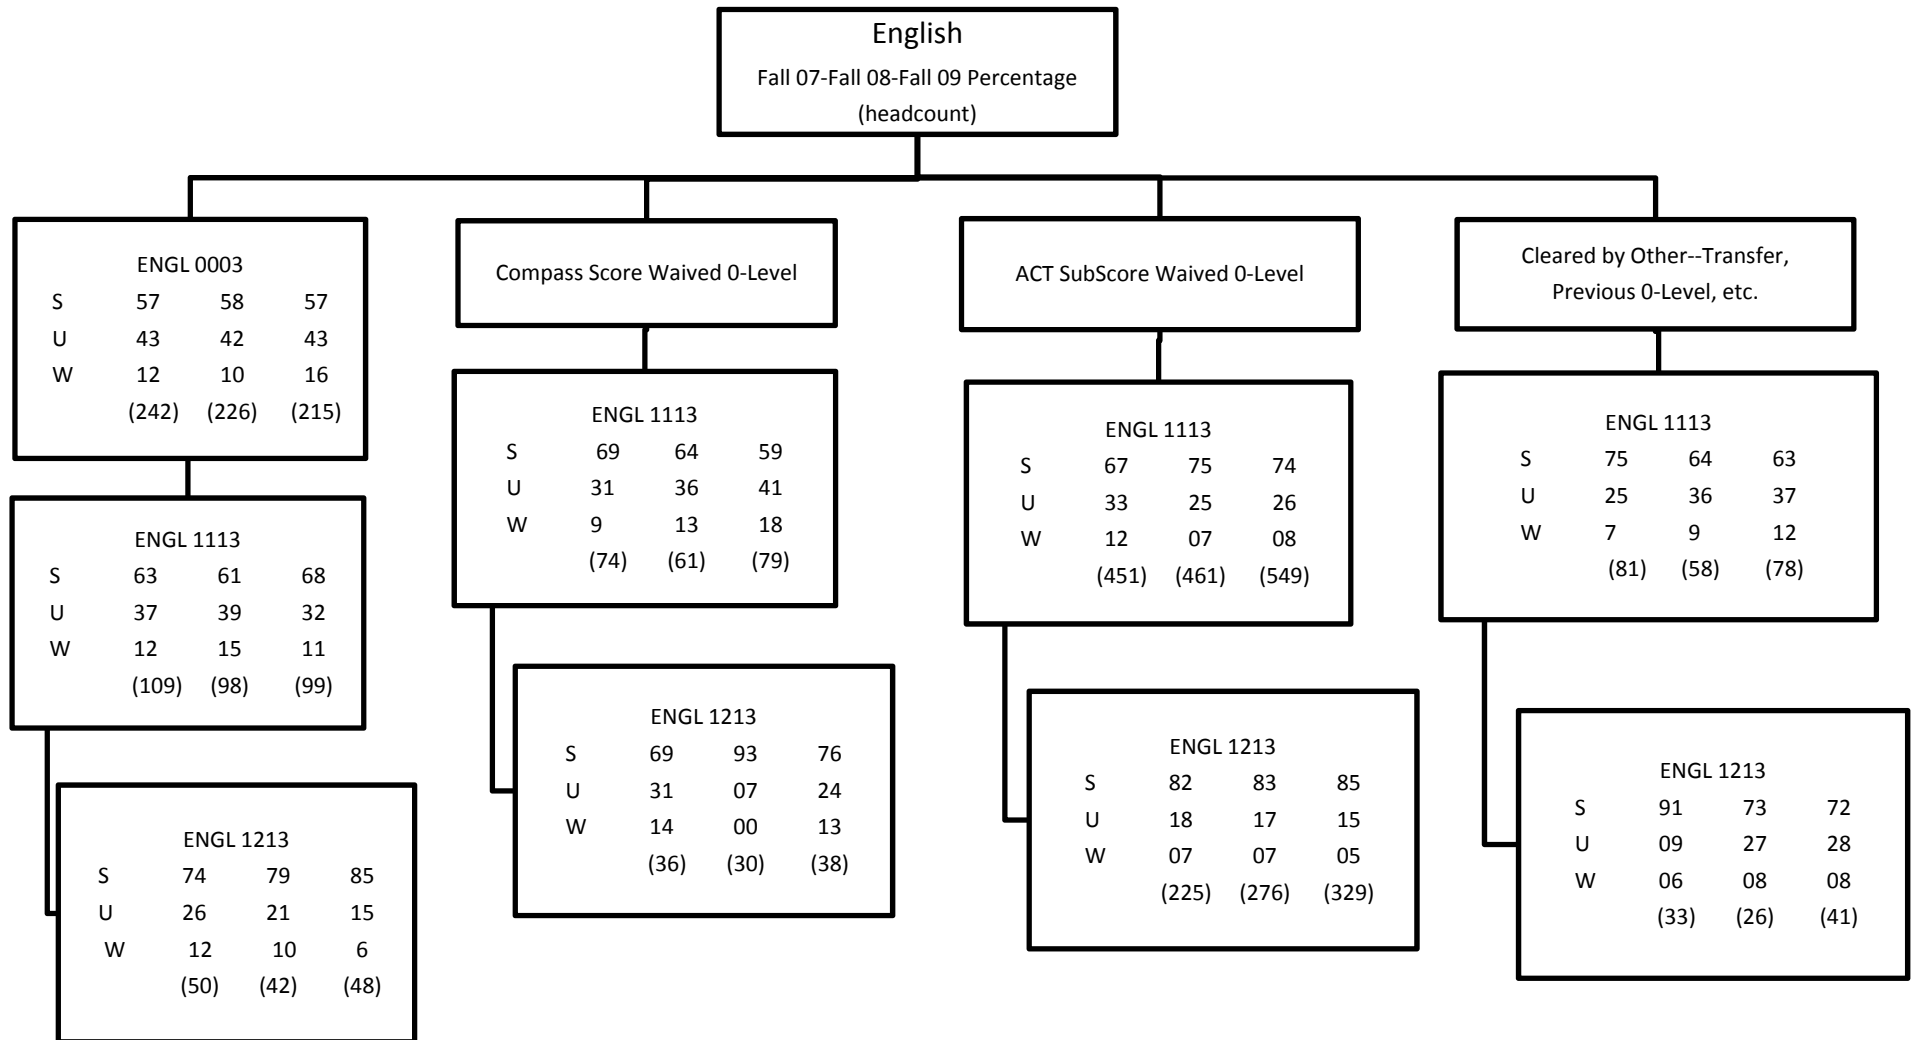 English
Fall 07-Fall 08-Fall 09 Percentage
(headcount)
ENGL 0003
S 57 58 57
U 43 42 43
W 12 10 16
(242) (226) (215)
ENGL 1113
S 63 61 68
U 37 39 32
W 12 15 11
(109) (98) (99)
ENGL 1213
S 74 79 85
U 26 21 15
W 12 10 6
(50) (42) (48)
Compass Score Waived 0-Level
ENGL 1113
S 69 64 59
U 31 36 41
W 9 13 18
(74) (61) (79)
ENGL 1213
S 69 93 76
U 31 07 24
W 14 00 13
(36) (30) (38)
ACT SubScore Waived 0-Level
ENGL 1113
S 67 75 74
U 33 25 26
W 12 07 08
(451) (461) (549)
ENGL 1213
S 82 83 85
U 18 17 15
W 07 07 05
(225) (276) (329)
Cleared by Other--Transfer,
Previous 0-Level, etc.
ENGL 1113
S 75 64 63
U 25 36 37
W 7 9 12
(81) (58) (78)
ENGL 1213
S 91 73 72
U 09 27 28
W 06 08 08
(33) (26) (41)